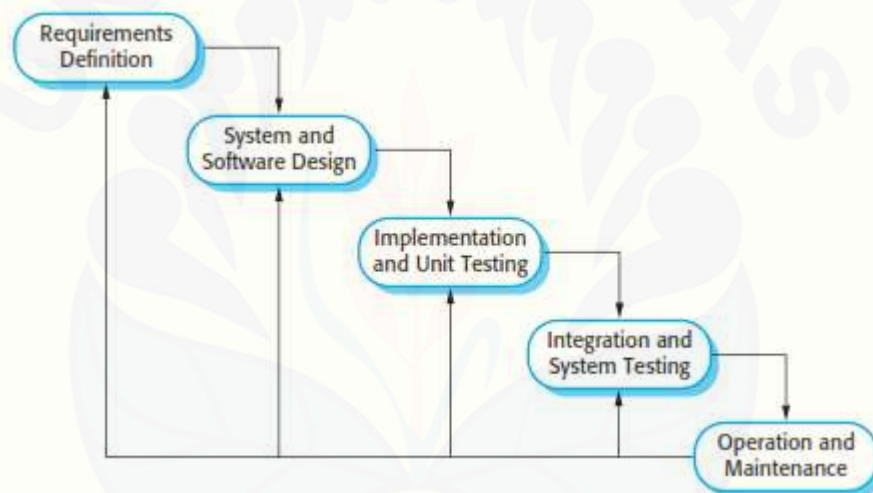 Requirements
Definition
System and
Software Design
Implementation
and Unit Testing
Integration and
System Testing
Operation and
Maintenance